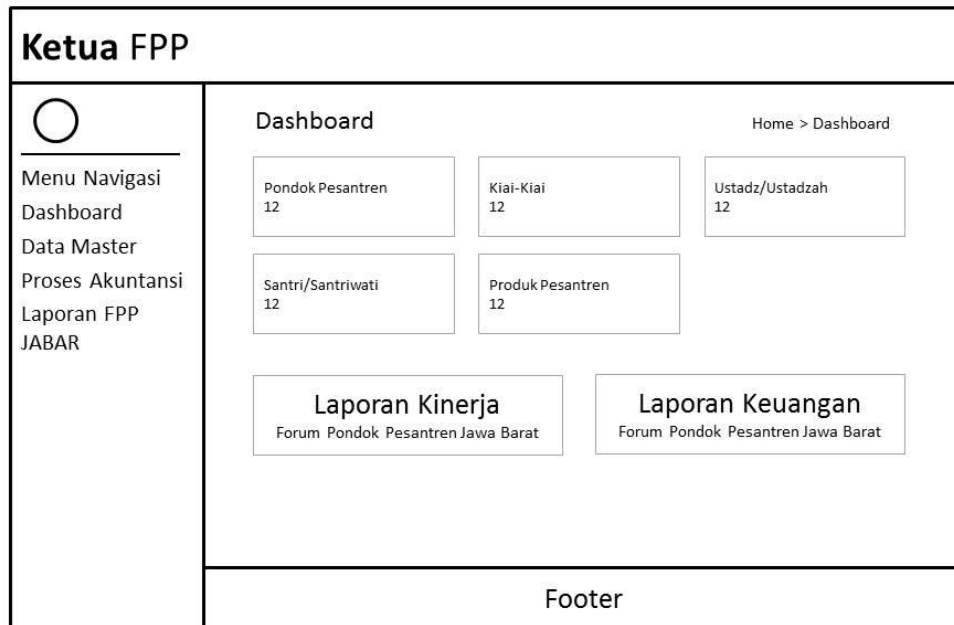 Ketua FPP
Menu Navigasi
Dashboard
Data Master
Proses Akuntansi
Laporan FPP
JABAR
Dashboard
Home > Dashboard
Pondok Pesantren
12
Kiai-Kiai
12
Ustadz/Ustadzah
12
Santri/Santriwati
12
Produk Pesantren
12
Laporan Kinerja
Forum Pondok Pesantren Jawa Barat
Laporan Keuangan
Forum Pondok Pesantren Jawa Barat
Footer